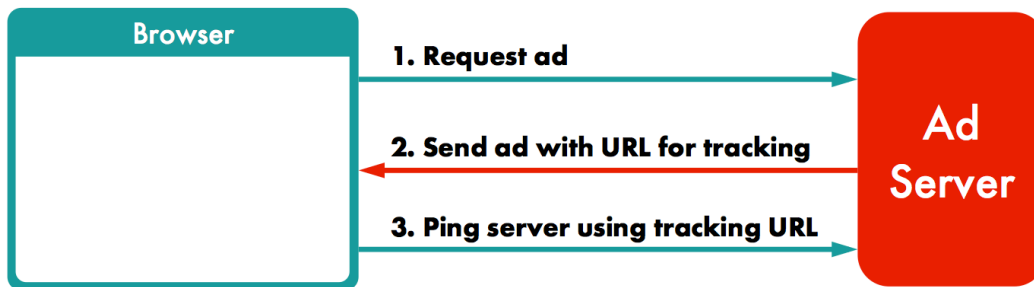 Browser
1. Request ad
2. Send ad with URL for tracking
3. Ping server using tracking URL
Ad
Server